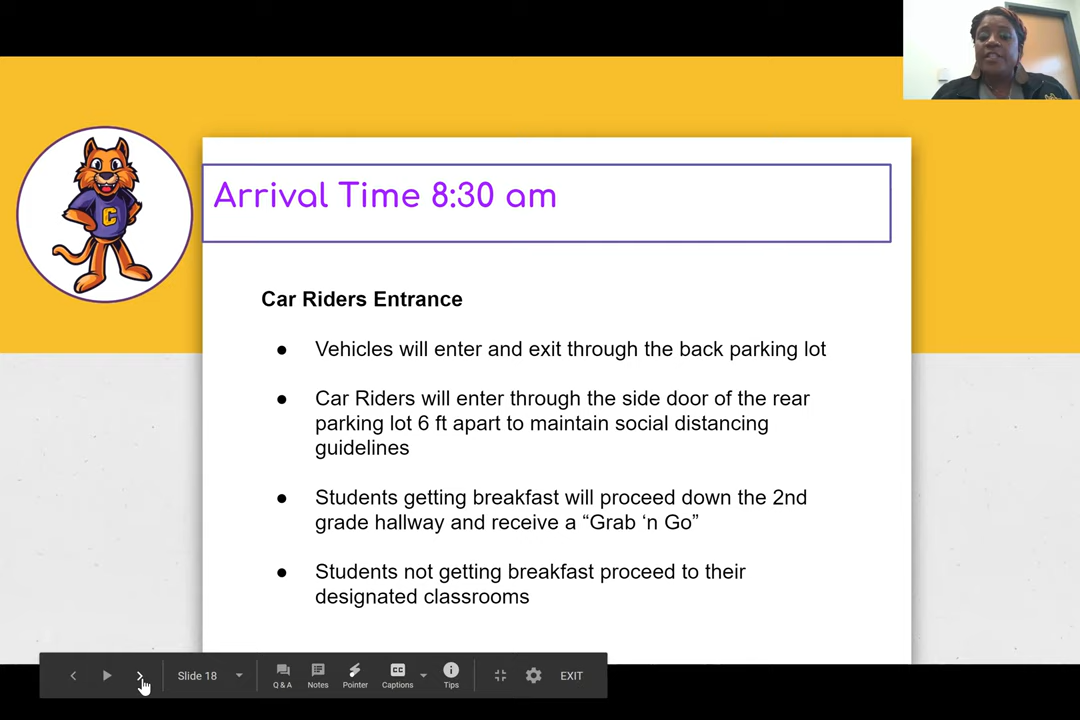 Arrival Time 8:30 am
C
Car Riders Entrance
● Vehicles will enter and exit through the back parking lot
● Car Riders will enter through the side door of the rear
parking lot 6 ft apart to maintain social distancing
guidelines
● Students getting breakfast will proceed down the 2nd
grade hallway and receive a “Grab ‘n Go”
● Students not getting breakfast proceed to their
designated classrooms
Slide 18
Q & A
Notes
Pointer
CC
Captions
Tips
EXIT